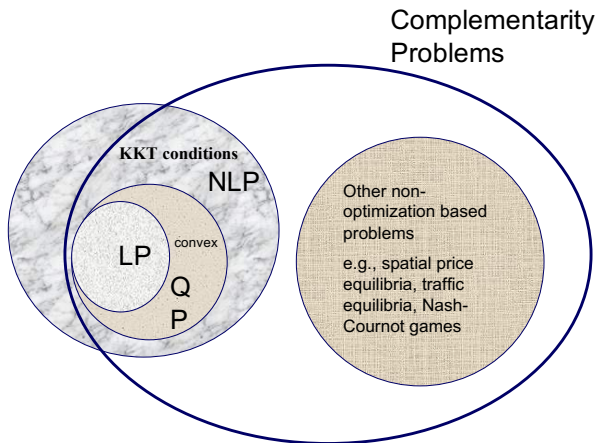 Complementarity
Problems
KKT conditions
NLP
LP
convex
Q
P
Other non-
optimization based
problems
e.g., spatial price
equilibria, traffic
equilibria, Nash-
Cournot games